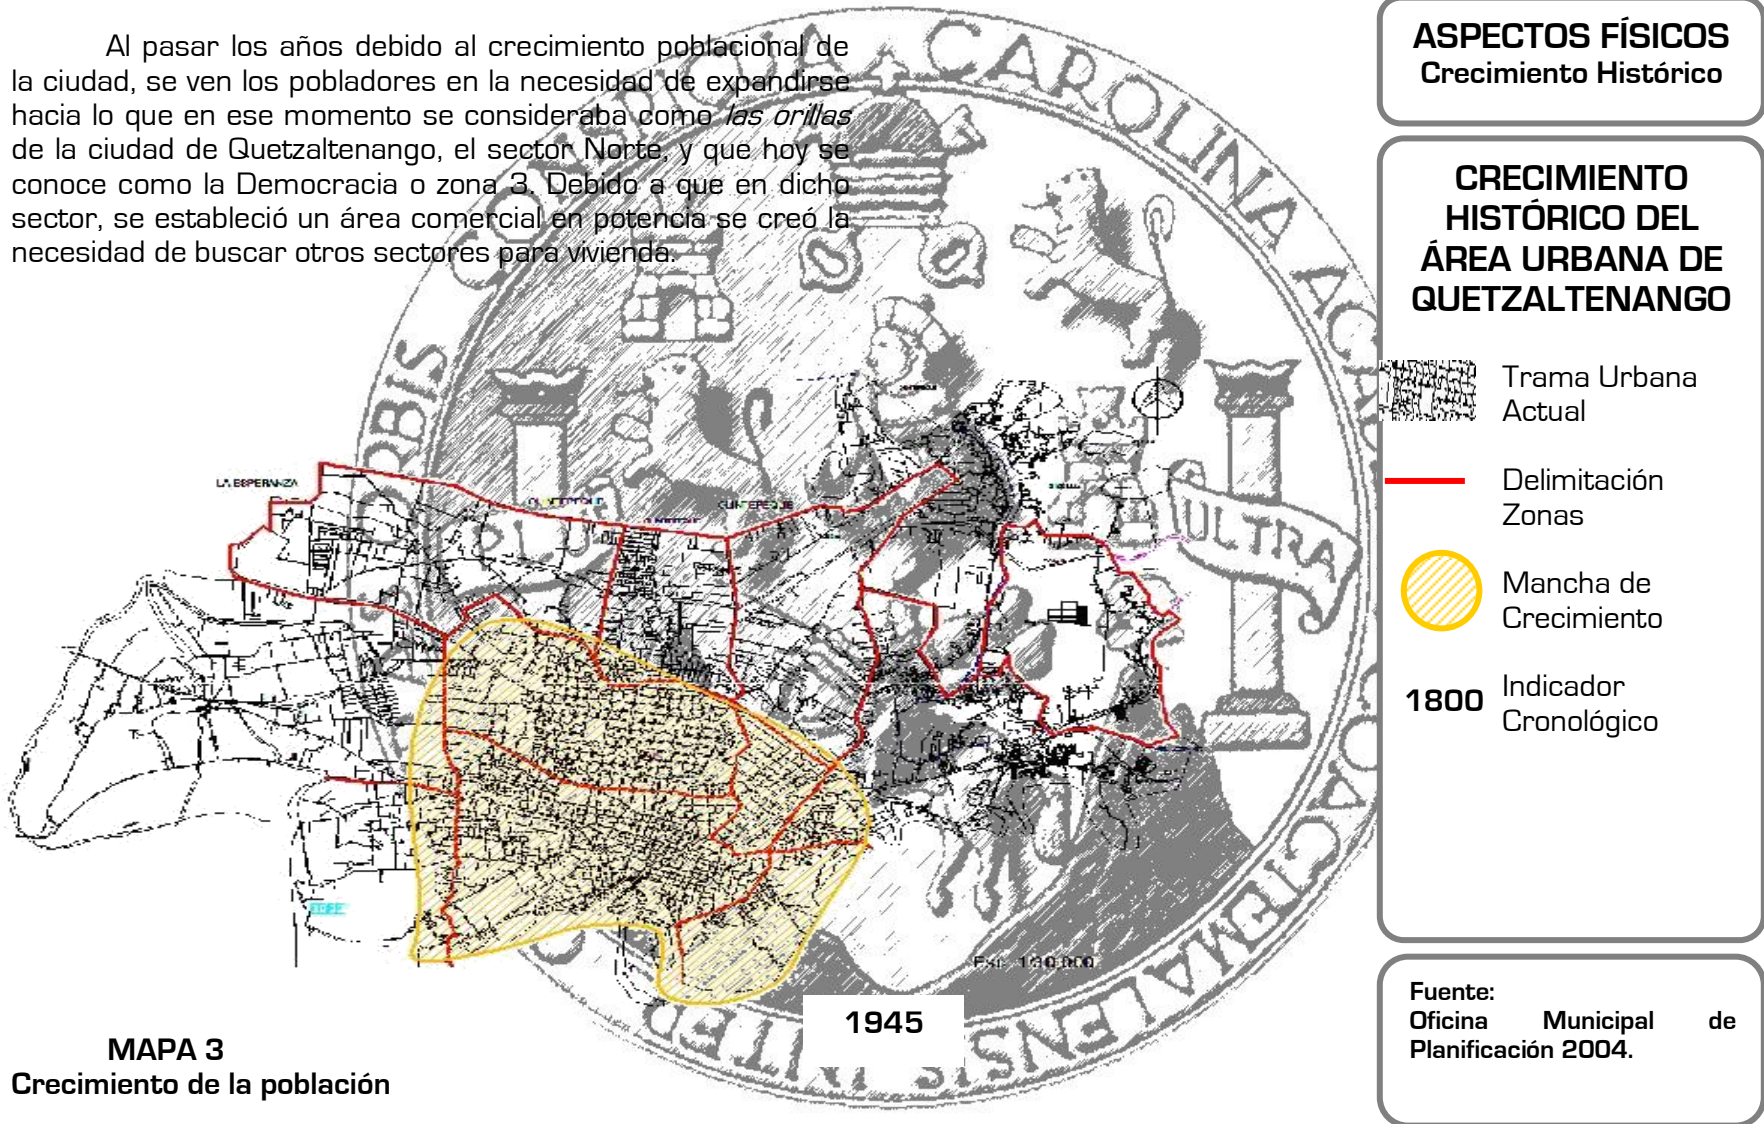 Al pasar los años debido al crecimiento poblacional de
la ciudad, se ven los pobladores en la necesidad de expandirse
hacia lo que en ese momento se consideraba como las orillas
de la ciudad de Quetzaltenango, el sector Norte, y que hoy se
conoce como la Democracia o zona 3. Debido a que en dicho
sector, se estableció un área comercial en potencia se creó la
necesidad de buscar otros sectores para vivienda.
ASPECTOS FÍSICOS
Crecimiento Histórico
CRECIMIENTO
HISTÓRICO DEL
ÁREA URBANA DE
QUETZALTENANGO
Trama Urbana
Actual
Delimitación
Zonas
Mancha de
Crecimiento
1800 Indicador
Cronológico
Fuente:
Oficina Municipal de
Planificación 2004.
CONSPICUA CAROLINA
ORBIS
PLUS
ULTRA
LA ESPERANZA
1945
MAPA 3
Crecimiento de la población